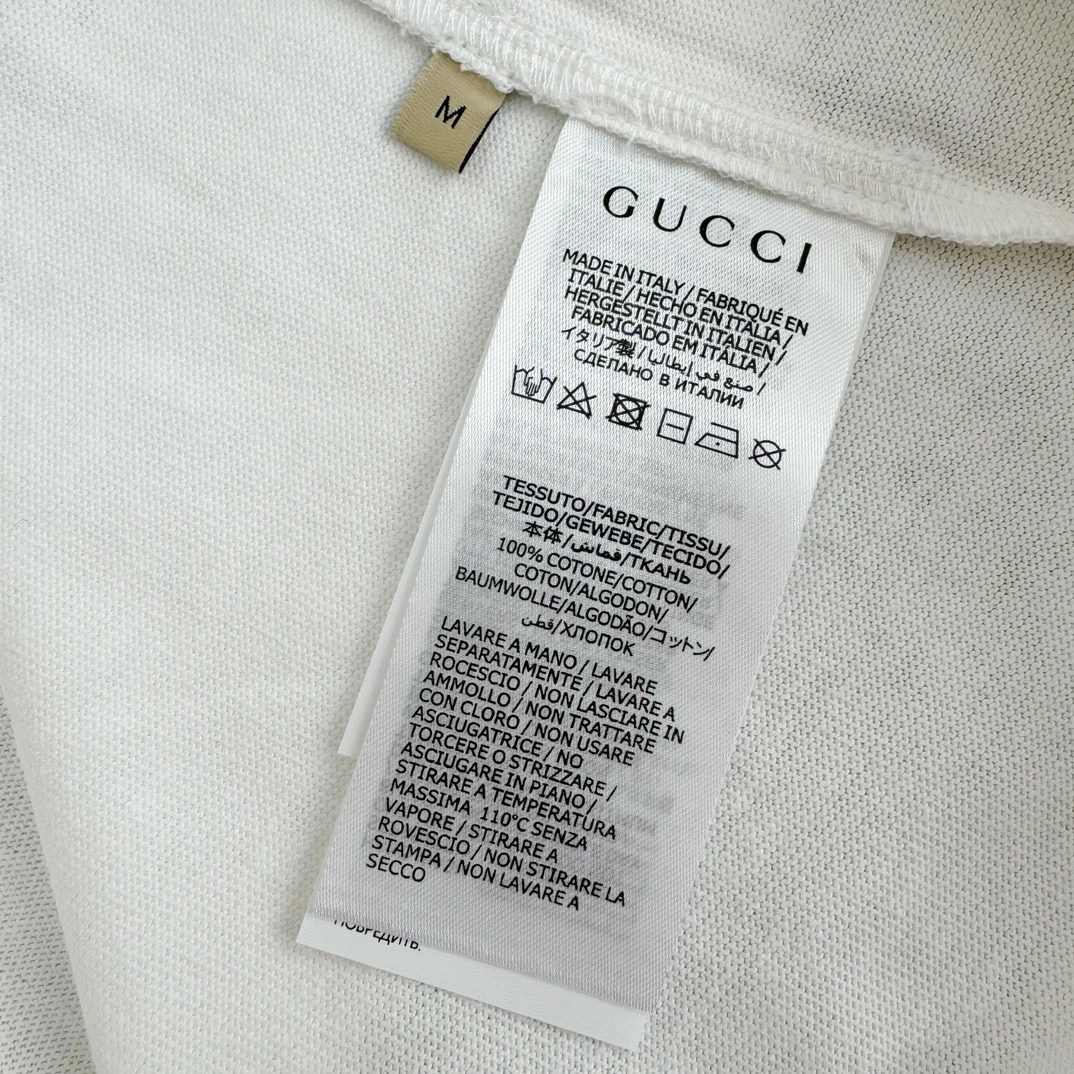 M
GUCCI
MADE IN ITALY / FABRIQUÉ EN
ITALIE / HECHO EN ITALIA /
HERGESTELLT IN ITALIEN /
FABRICADO EM ITÁLIA /
イタリア製 / صنع في إيطاليا /
СДЕЛАНО В ИТАЛИИ
TESSUTO/FABRIC/TISSU/
TEJIDO/GEWEBE/TECIDO/
本体/قماش/ТКАНЬ
100% COTONE/COTTON/
COTON/ALGODON/
BAUMWOLLE/ALGODÃO/コットン/
قطن/ХЛОПОК
LAVARE A MANO / LAVARE
SEPARATAMENTE / LAVARE A
ROCESCIO / NON LASCIARE IN
AMMOLLO / NON TRATTARE
CON CLORO / NON USARE
ASCIUGATRICE / NO
TORCERE O STRIZZARE /
ASCIUGARE IN PIANO /
STIRARE A TEMPERATURA
MASSIMA 110°C SENZA
VAPORE / STIRARE A
ROVESCIO / NON STIRARE LA
STAMPA / NON LAVARE A
SECCO
ПОВРЕДИТЬ.